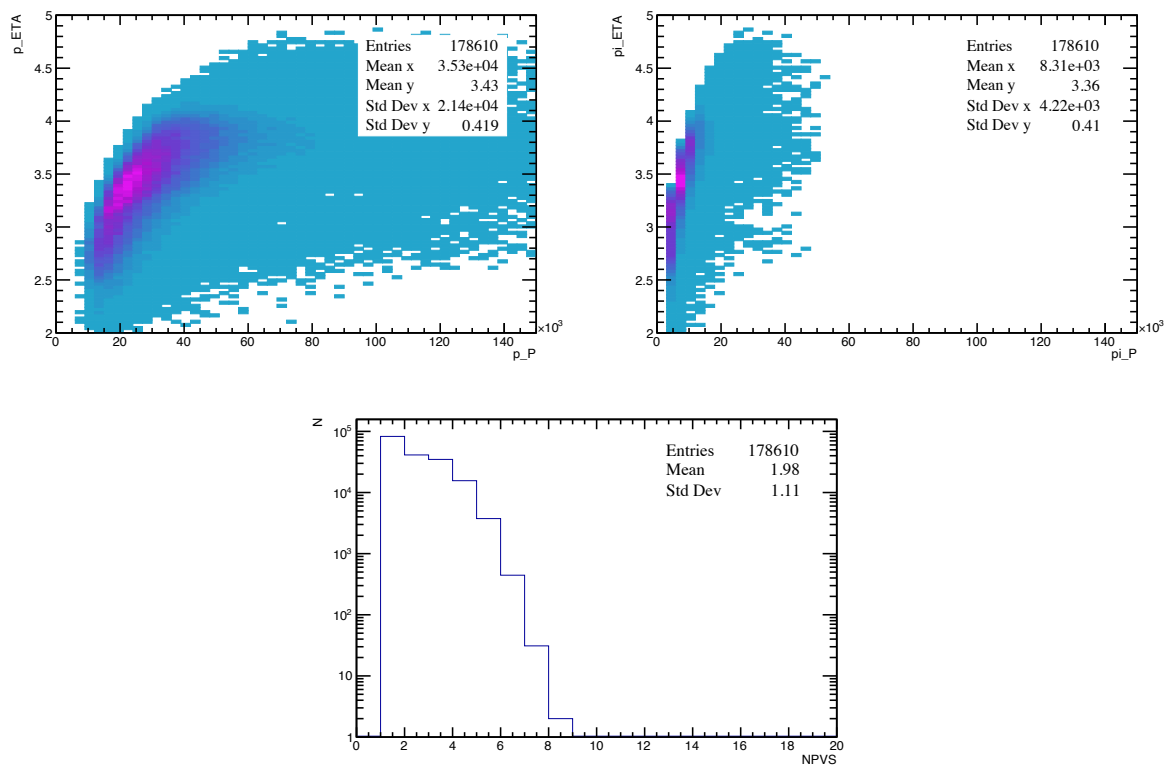 p_ETA
5
4.5
4
3.5
3
2.5
2
Entries 178610
Mean x 3.53e+04
Mean y 3.43
Std Dev x 2.14e+04
Std Dev y 0.419
0 20 40 60 80 100 120 140
×10³
p_P
pi_ETA
5
4.5
4
3.5
3
2.5
2
Entries 178610
Mean x 8.31e+03
Mean y 3.36
Std Dev x 4.22e+03
Std Dev y 0.41
0 20 40 60 80 100 120 140
×10³
pi_P
N
10⁵
10⁴
10³
10²
10
1
Entries 178610
Mean 1.98
Std Dev 1.11
0 2 4 6 8 10 12 14 16 18 20
NPVS